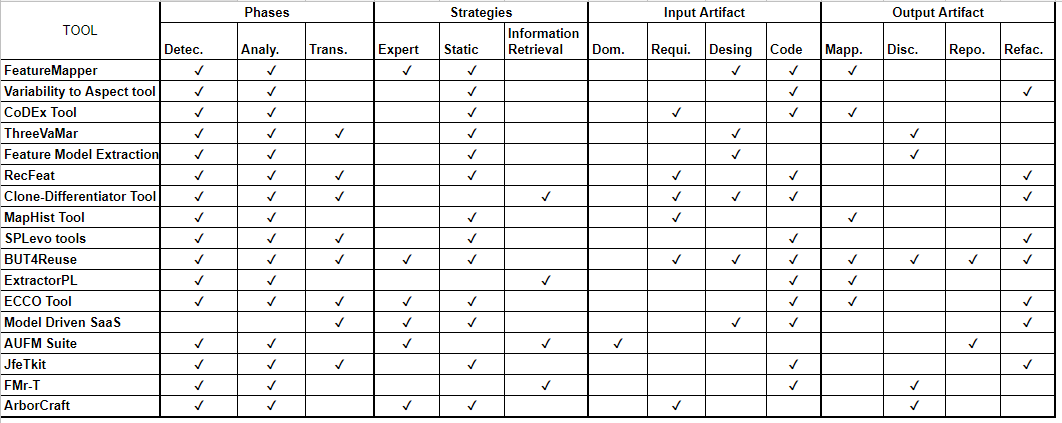 TOOL Phases Strategies Input Artifact Output Artifact
Detec. Analy. Trans. Expert Static Information Retrieval Dom. Requi. Desing Code Mapp. Disc. Repo. Refac.
FeatureMapper ✓ ✓ ✓ ✓ ✓ ✓ ✓
Variability to Aspect tool ✓ ✓ ✓ ✓ ✓
CoDEx Tool ✓ ✓ ✓ ✓ ✓ ✓
ThreeVaMar ✓ ✓ ✓ ✓ ✓ ✓
Feature Model Extraction ✓ ✓ ✓ ✓ ✓
RecFeat ✓ ✓ ✓ ✓ ✓ ✓ ✓
Clone-Differentiator Tool ✓ ✓ ✓ ✓ ✓ ✓ ✓ ✓
MapHist Tool ✓ ✓ ✓ ✓ ✓
SPLevo tools ✓ ✓ ✓ ✓ ✓ ✓
BUT4Reuse ✓ ✓ ✓ ✓ ✓ ✓ ✓ ✓ ✓ ✓ ✓ ✓
ExtractorPL ✓ ✓ ✓ ✓ ✓
ECCO Tool ✓ ✓ ✓ ✓ ✓ ✓ ✓ ✓
Model Driven SaaS ✓ ✓ ✓ ✓ ✓ ✓
AUFM Suite ✓ ✓ ✓ ✓ ✓ ✓
JfeTkit ✓ ✓ ✓ ✓ ✓ ✓
FMr-T ✓ ✓ ✓ ✓ ✓
ArborCraft ✓ ✓ ✓ ✓ ✓ ✓